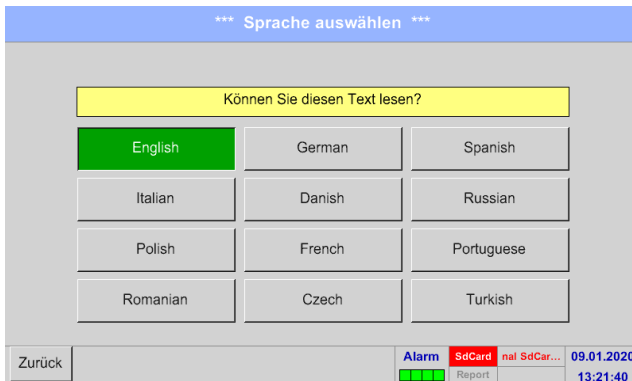 *** Sprache auswählen ***
Können Sie diesen Text lesen?
English German Spanish
Italian Danish Russian
Polish French Portuguese
Romanian Czech Turkish
Zurück
Alarm SdCard nal SdCar... 09.01.2020
Report 13:21:40